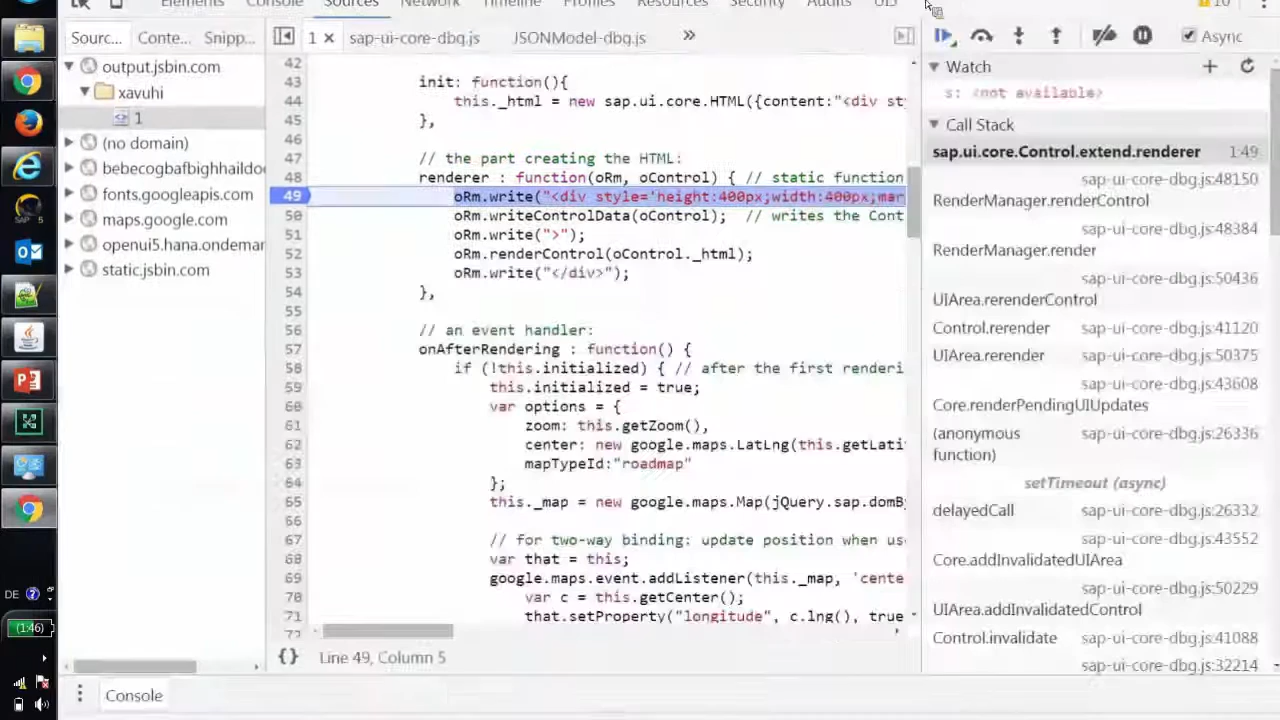 Elements Console Sources Network Timeline Profiles Resources Security Audits UI5 10
Sourc... Conte... Snipp...
1 × sap-ui-core-dbg.js JSONModel-dbg.js »
Async
output.jsbin.com
xavuhi
1
(no domain)
bebecogbafbighhaildoo
fonts.googleapis.com
maps.google.com
openui5.hana.ondeman
static.jsbin.com
42
43 init: function(){
44 this._html = new sap.ui.core.HTML({content:"<div sty
45 },
46
47 // the part creating the HTML:
48 renderer : function(oRm, oControl) { // static function
49 oRm.write("<div style='height:400px;width:400px;mar
50 oRm.writeControlData(oControl); // writes the Cont
51 oRm.write(">");
52 oRm.renderControl(oControl._html);
53 oRm.write("</div>");
54 },
55
56 // an event handler:
57 onAfterRendering : function() {
58 if (!this.initialized) { // after the first renderi
59 this.initialized = true;
60 var options = {
61 zoom: this.getZoom(),
62 center: new google.maps.LatLng(this.getLati
63 mapTypeId:"roadmap"
64 };
65 this._map = new google.maps.Map(jQuery.sap.domBy
66
67 // for two-way binding: update position when us
68 var that = this;
69 google.maps.event.addListener(this._map, 'cente
70 var c = this.getCenter();
71 that.setProperty("longitude", c.lng(), true
72
{} Line 49, Column 5
Watch
s: <not available>
Call Stack
sap.ui.core.Control.extend.renderer 1:49
sap-ui-core-dbg.js:48150
RenderManager.renderControl
sap-ui-core-dbg.js:48384
RenderManager.render
sap-ui-core-dbg.js:50436
UIArea.rerenderControl
Control.rerender sap-ui-core-dbg.js:41120
UIArea.rerender sap-ui-core-dbg.js:50375
sap-ui-core-dbg.js:43608
Core.renderPendingUIUpdates
(anonymous sap-ui-core-dbg.js:26336
function)
setTimeout (async)
delayedCall sap-ui-core-dbg.js:26332
sap-ui-core-dbg.js:43552
Core.addInvalidatedUIArea
sap-ui-core-dbg.js:50229
UIArea.addInvalidatedControl
Control.invalidate sap-ui-core-dbg.js:41088
sap-ui-core-dbg.js:32214
Console
DE
(1:46)